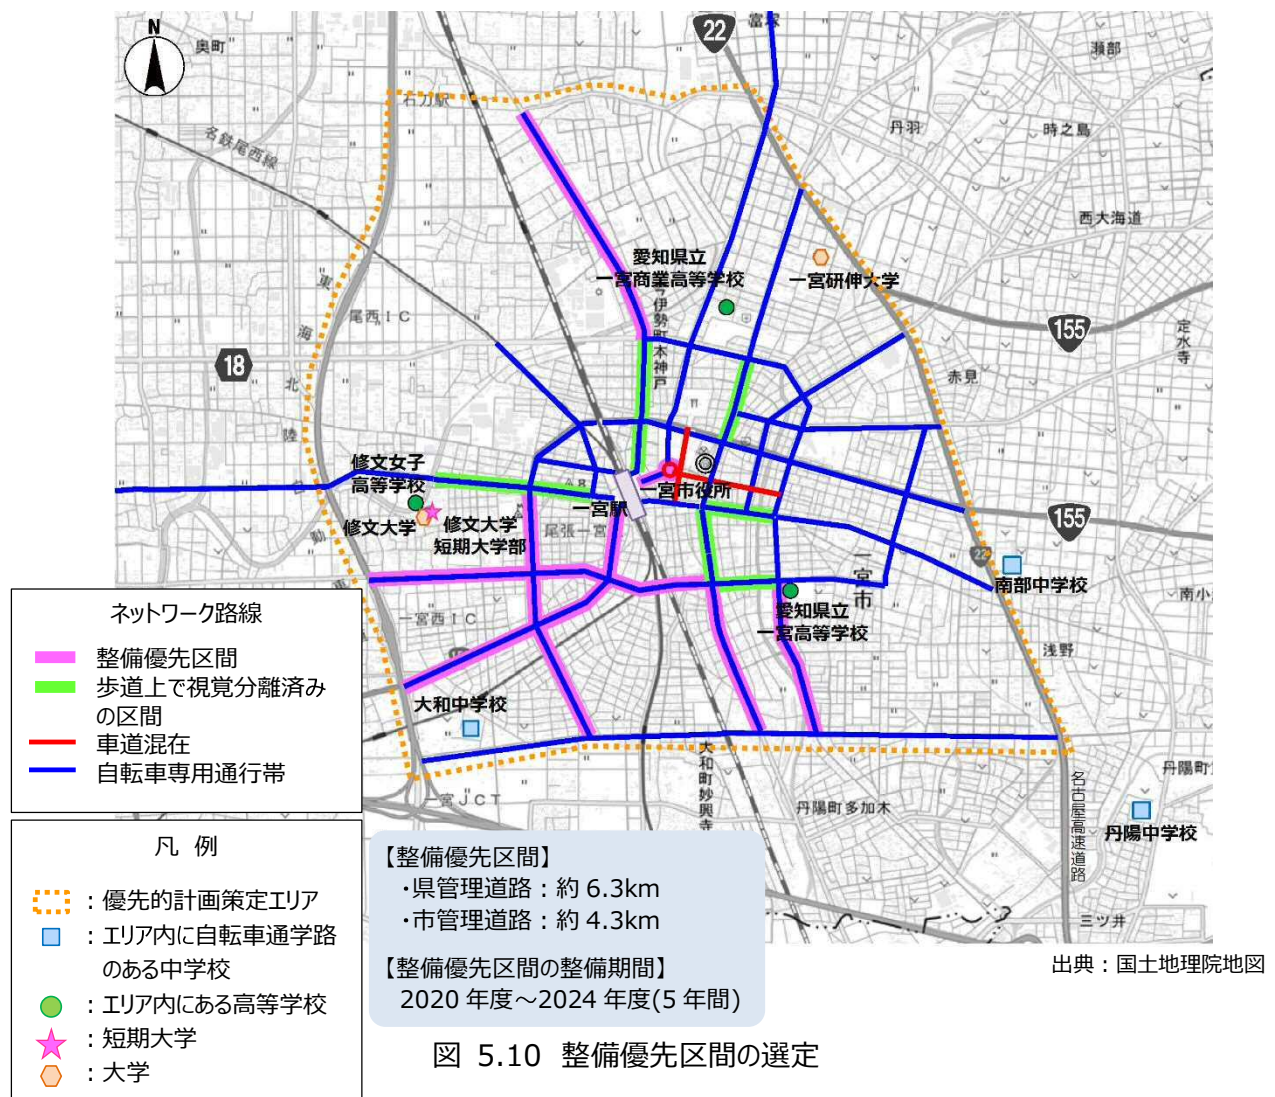 N
奥町
石刀駅
富塚
22
瀬部
丹羽
時之島
西大海道
名鉄尾西線
愛知県立
一宮商業高等学校
一宮研伸大学
今伊勢町本神戸
東海北陸自動車
尾西IC
18
155
定水寺
赤見
修文女子
高等学校
修文大学
修文大学
短期大学部
一宮駅
尾張一宮
一宮市役所
155
22
一宮市
南部中学校
南小
愛知県立
一宮高等学校
浅野
一宮西IC
大和中学校
大和町妙興寺
一宮JCT
丹陽町多加木
名古屋高速道路
丹陽町
丹陽中学校
三ツ井
ネットワーク路線
整備優先区間
歩道上で視覚分離済み
の区間
車道混在
自転車専用通行帯
凡 例
：優先的計画策定エリア
：エリア内に自転車通学路
のある中学校
：エリア内にある高等学校
：短期大学
：大学
【整備優先区間】
・県管理道路：約 6.3km
・市管理道路：約 4.3km
【整備優先区間の整備期間】
2020 年度～2024 年度(5 年間)
出典：国土地理院地図
図 5.10 整備優先区間の選定